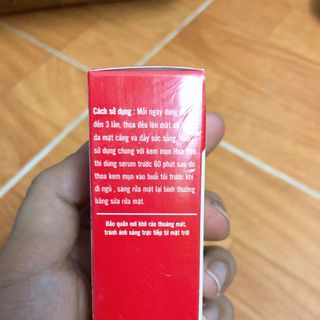 Cách sử dụng : Mỗi ngày dùng
đến 3 lần, thoa đều lên mặt sẽ
da mặt căng và đầy sức sống.
sử dụng chung với kem mụn Hoa
thì dùng serum trước 60 phút sau đó
thoa kem mụn vào buổi tối trước khi
đi ngủ , sáng rửa mặt lại bình thường
bằng sữa rửa mặt.
Bảo quản nơi khô ráo thoáng mát,
tránh ánh sáng trực tiếp từ mặt trời